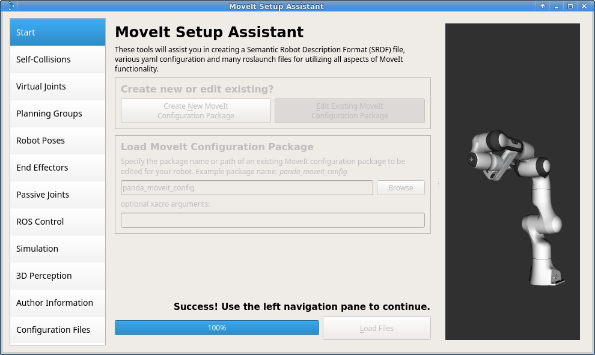 MoveIt Setup Assistant
Start
Self-Collisions
Virtual Joints
Planning Groups
Robot Poses
End Effectors
Passive Joints
ROS Control
Simulation
3D Perception
Author Information
Configuration Files
MoveIt Setup Assistant
These tools will assist you in creating a Semantic Robot Description Format (SRDF) file,
various yaml configuration and many roslaunch files for utilizing all aspects of MoveIt
functionality.
Create new or edit existing?
Create New MoveIt
Configuration Package
Edit Existing MoveIt
Configuration Package
Load MoveIt Configuration Package
Specify the package name or path of an existing MoveIt configuration package to be
edited for your robot. Example package name: panda_moveit_config
panda_moveit_config
Browse
optional xacro arguments:
Success! Use the left navigation pane to continue.
100%
Load Files